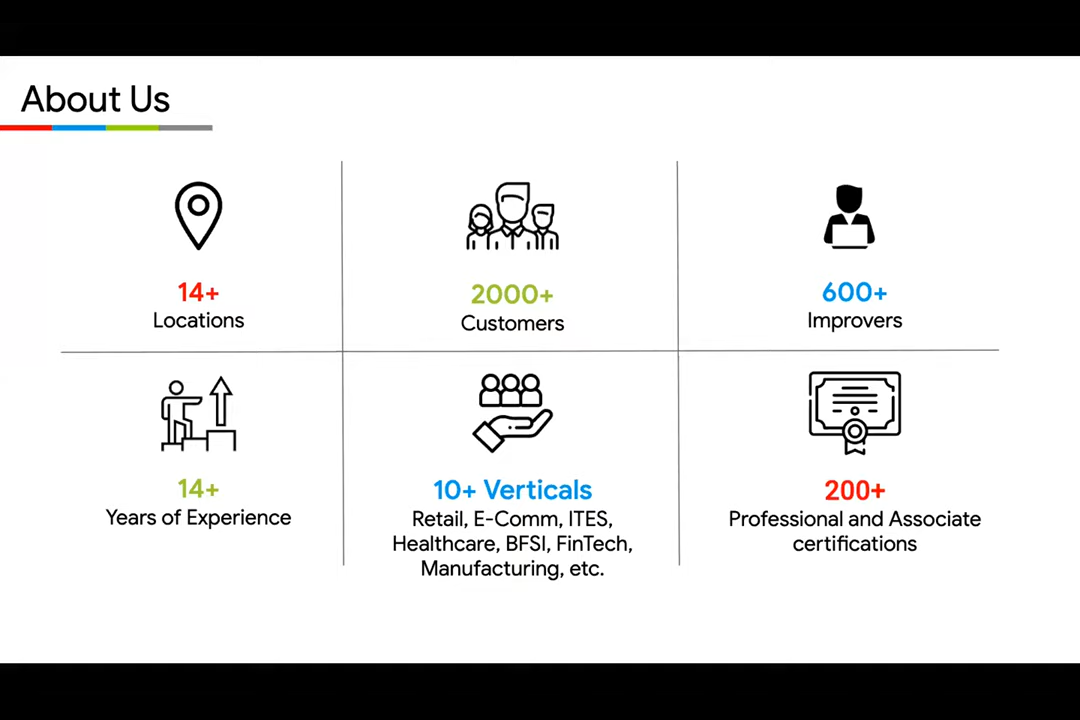 About Us
14+
Locations
2000+
Customers
600+
Improvers
14+
Years of Experience
10+ Verticals
Retail, E-Comm, ITES,
Healthcare, BFSI, FinTech,
Manufacturing, etc.
200+
Professional and Associate
certifications